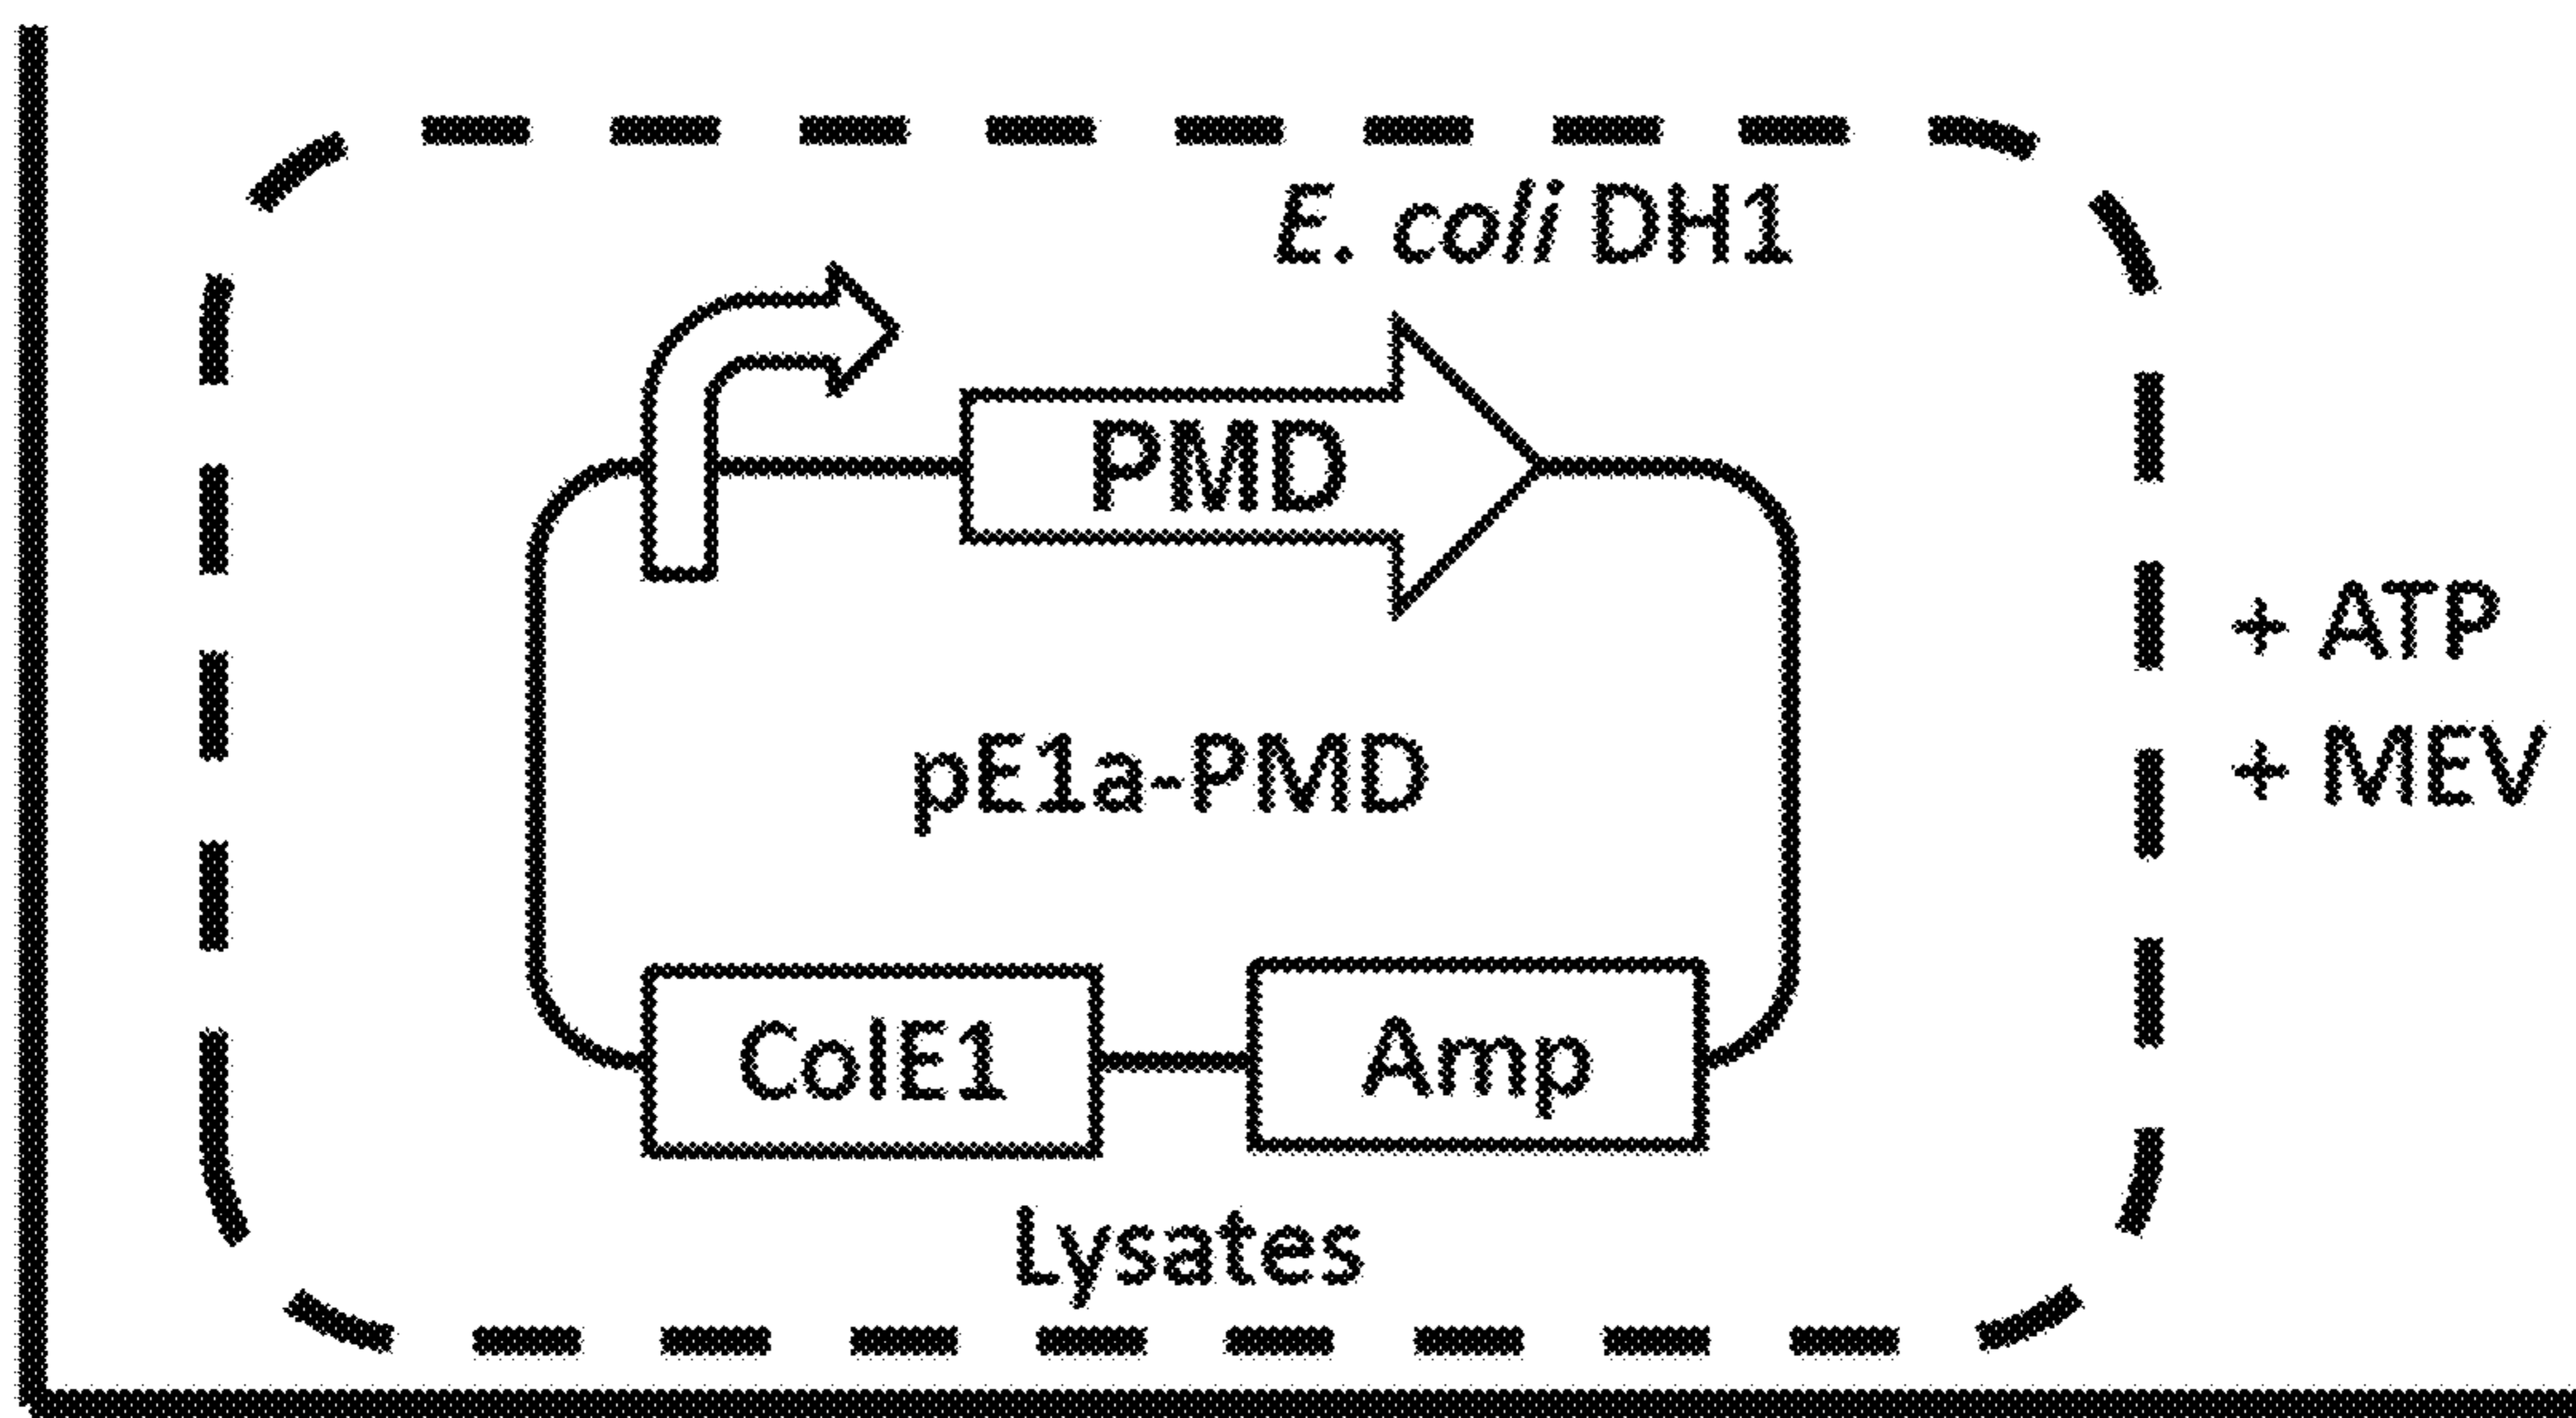 E. coli DH1
PMD
+ ATP
pE1a-PMD
+ MEV
ColE1
Amp
Lysates